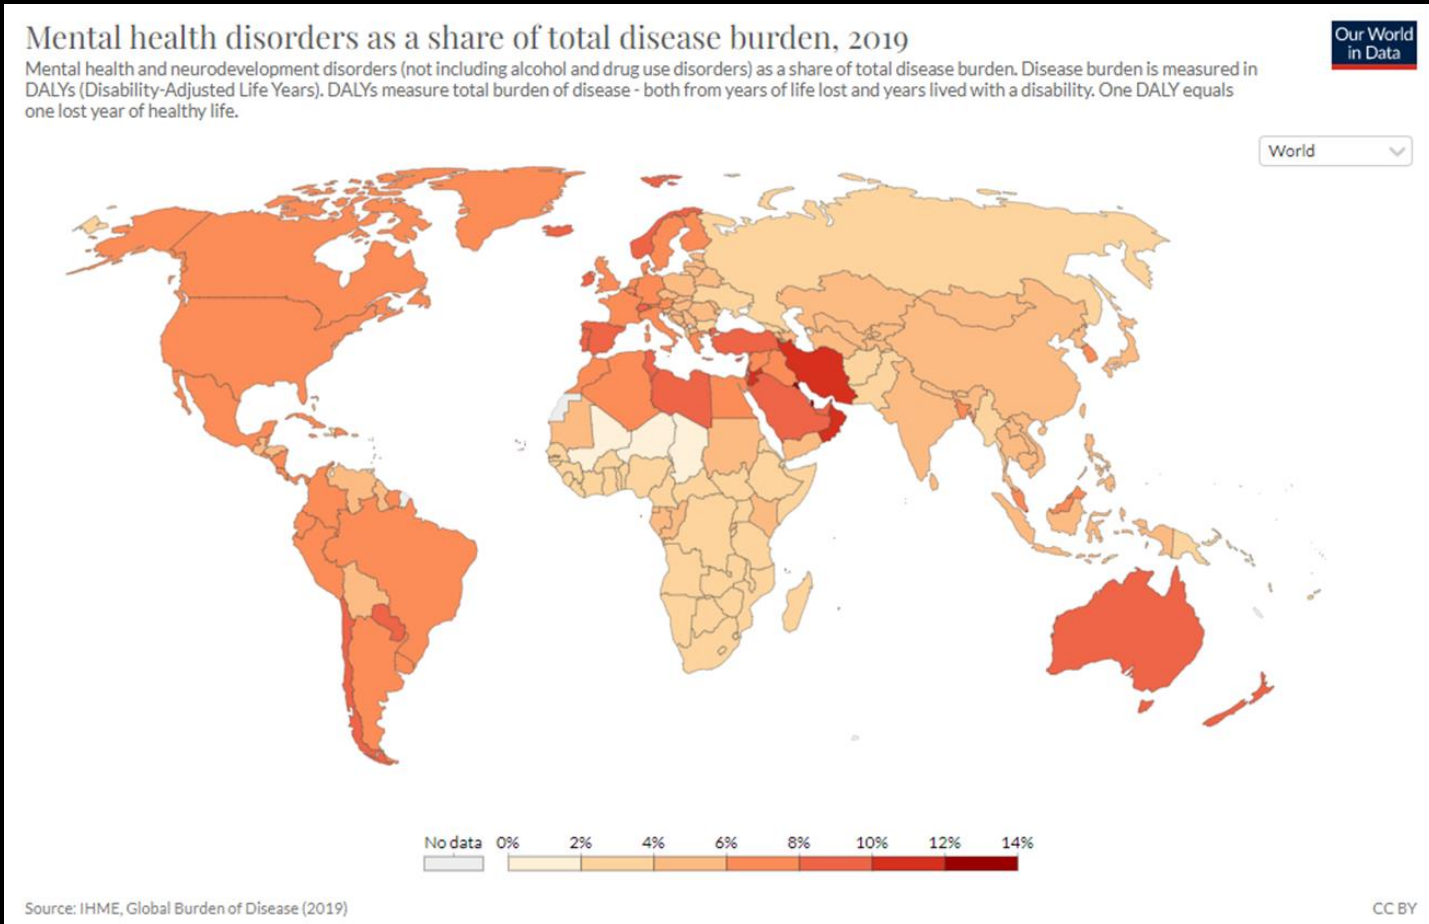 Mental health disorders as a share of total disease burden, 2019
Our World
in Data
Mental health and neurodevelopment disorders (not including alcohol and drug use disorders) as a share of total disease burden. Disease burden is measured in
DALYs (Disability-Adjusted Life Years). DALYs measure total burden of disease - both from years of life lost and years lived with a disability. One DALY equals
one lost year of healthy life.
World
No data 0% 2% 4% 6% 8% 10% 12% 14%
Source: IHME, Global Burden of Disease (2019)
CC BY